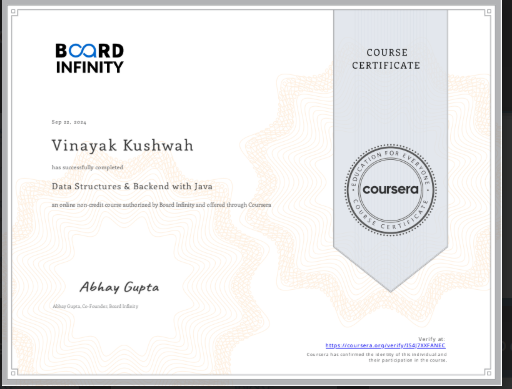 BOARD
INFINITY
COURSE
CERTIFICATE
Sep 22, 2024
Vinayak Kushwah
has successfully completed
Data Structures & Backend with Java
an online non-credit course authorized by Board Infinity and offered through Coursera
EDUCATION FOR EVERYONE
coursera
COURSE CERTIFICATE
Abhay Gupta
Abhay Gupta, Co-Founder, Board Infinity
Verify at:
https://coursera.org/verify/
Coursera has confirmed the identity of this individual and
their participation in the course.